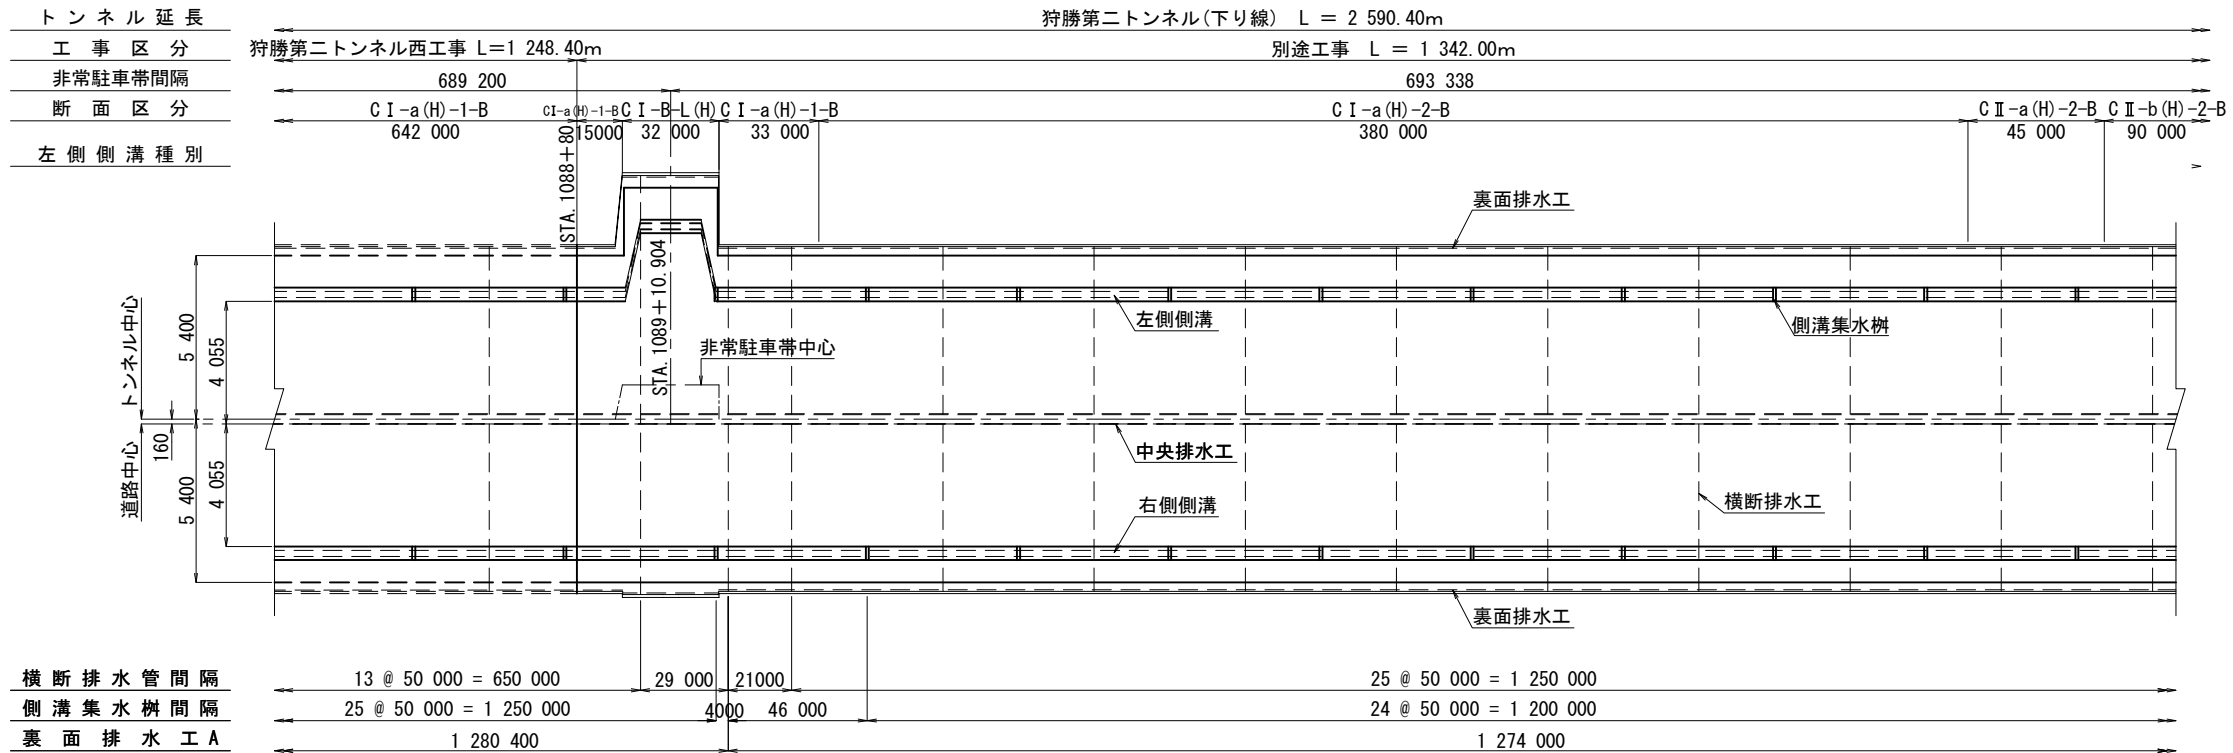 トンネル延長
狩勝第二トンネル(下り線) L = 2 590.40m
工事区分
狩勝第二トンネル西工事 L=1 248.40m
別途工事 L = 1 342.00m
非常駐車帯間隔
689 200
693 338
断面区分
CⅠ-a(H)-1-B
CⅠ-a(H)-1-B
CⅠ-B-L(H)
CⅠ-a(H)-1-B
CⅠ-a(H)-2-B
CⅡ-a(H)-2-B
CⅡ-b(H)-2-B
642 000
15000
32 000
33 000
380 000
45 000
90 000
左側側溝種別
STA.1088+80
STA.1089+10.904
裏面排水工
左側側溝
側溝集水桝
非常駐車帯中心
トンネル中心
5 400
4 055
160
道路中心
5 400
4 055
中央排水工
右側側溝
横断排水工
裏面排水工
横断排水管間隔
13 @ 50 000 = 650 000
29 000
21000
25 @ 50 000 = 1 250 000
側溝集水桝間隔
25 @ 50 000 = 1 250 000
4000
46 000
24 @ 50 000 = 1 200 000
裏面排水工A
1 280 400
1 274 000